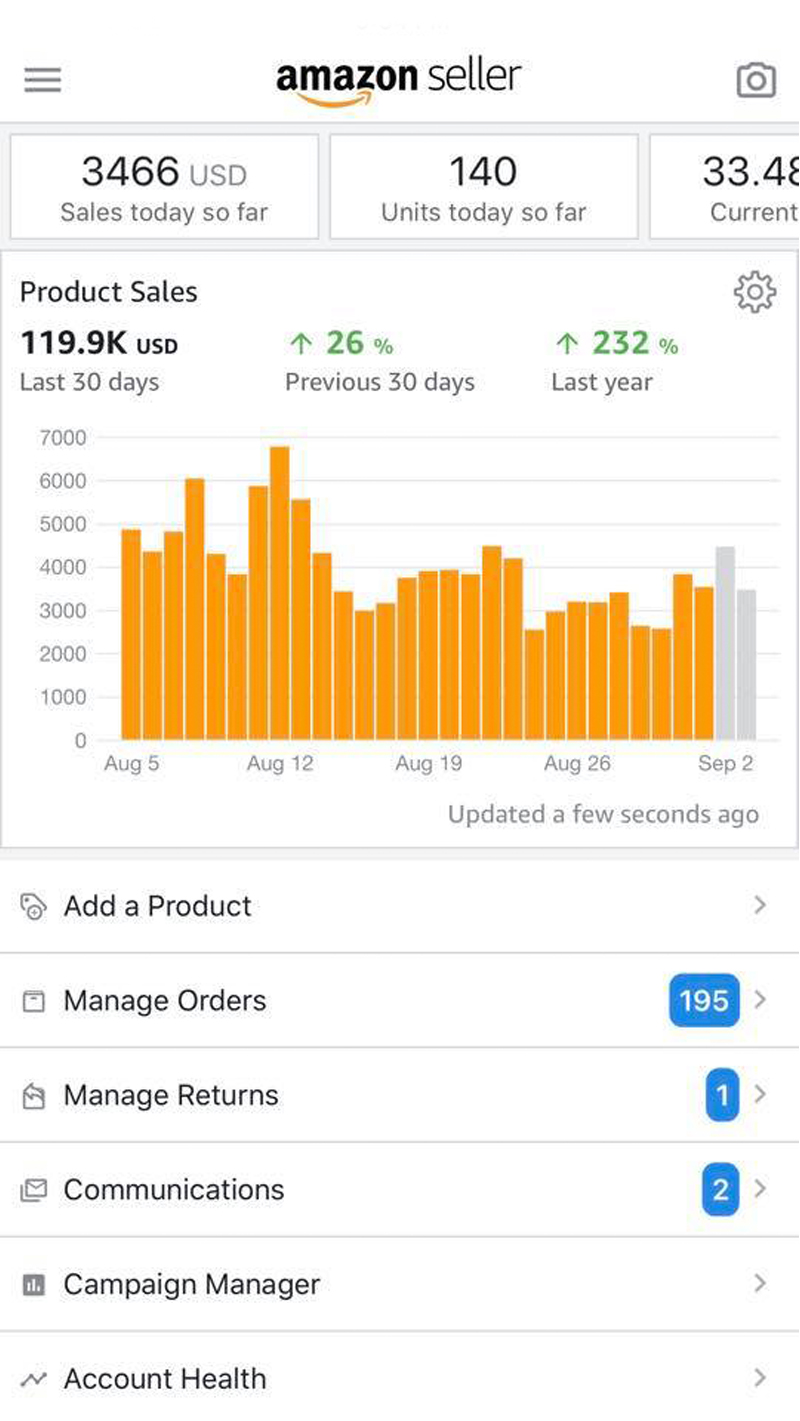 amazon seller
3466 USD
Sales today so far
140
Units today so far
33.48
Current
Product Sales
119.9K USD
Last 30 days
↑ 26 %
Previous 30 days
↑ 232 %
Last year
7000
6000
5000
4000
3000
2000
1000
0
Aug 5 Aug 12 Aug 19 Aug 26 Sep 2
Updated a few seconds ago
Add a Product
Manage Orders 195
Manage Returns 1
Communications 2
Campaign Manager
Account Health